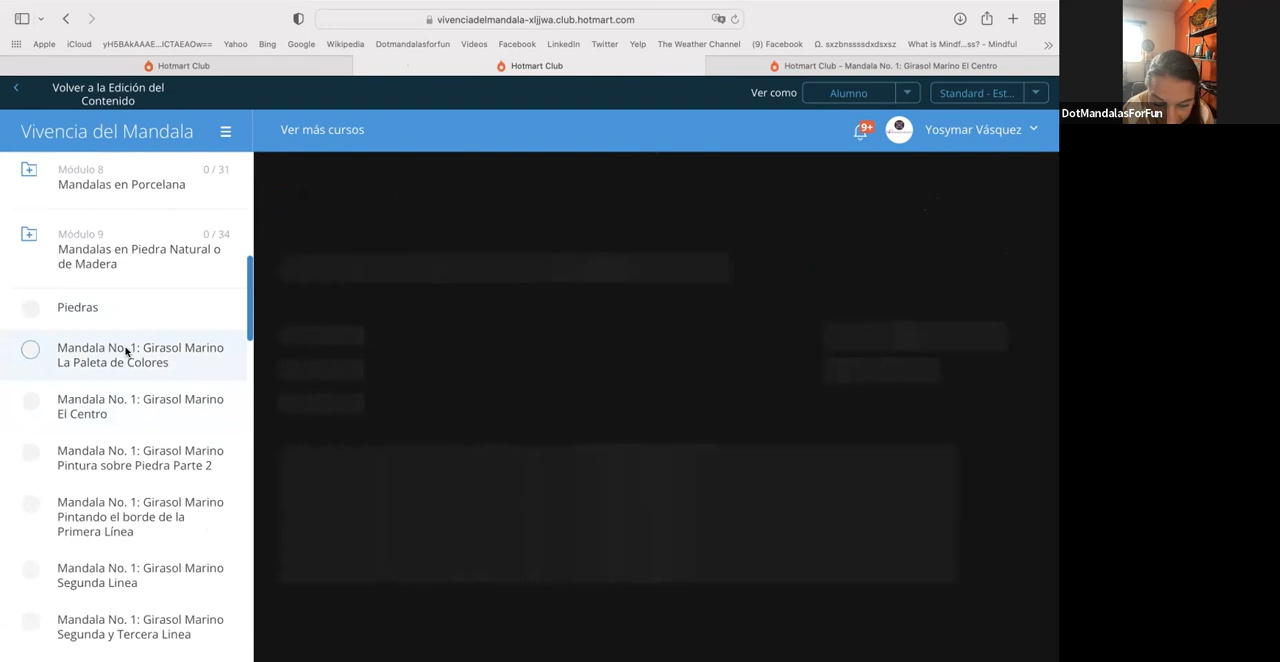 vivenciadelmandala-xljjwa.club.hotmart.com
Apple iCloud yH5BAkAAAE...ICTAEAOw== Yahoo Bing Google Wikipedia Dotmandalasforfun Videos Facebook LinkedIn Twitter Yelp The Weather Channel (9) Facebook Ω. sxzbnssssdxdsxsz What is Mindf...ss? - Mindful
Hotmart Club
Hotmart Club
Hotmart Club - Mandala No. 1: Girasol Marino El Centro
Volver a la Edición del
Contenido
Ver como
Alumno
Standard - Est...
DotMandalasForFun
Vivencia del Mandala
Ver más cursos
9+
Yosymar Vásquez
Módulo 8 0 / 31
Mandalas en Porcelana
Módulo 9 0 / 34
Mandalas en Piedra Natural o
de Madera
Piedras
Mandala No. 1: Girasol Marino
La Paleta de Colores
Mandala No. 1: Girasol Marino
El Centro
Mandala No. 1: Girasol Marino
Pintura sobre Piedra Parte 2
Mandala No. 1: Girasol Marino
Pintando el borde de la
Primera Línea
Mandala No. 1: Girasol Marino
Segunda Linea
Mandala No. 1: Girasol Marino
Segunda y Tercera Linea